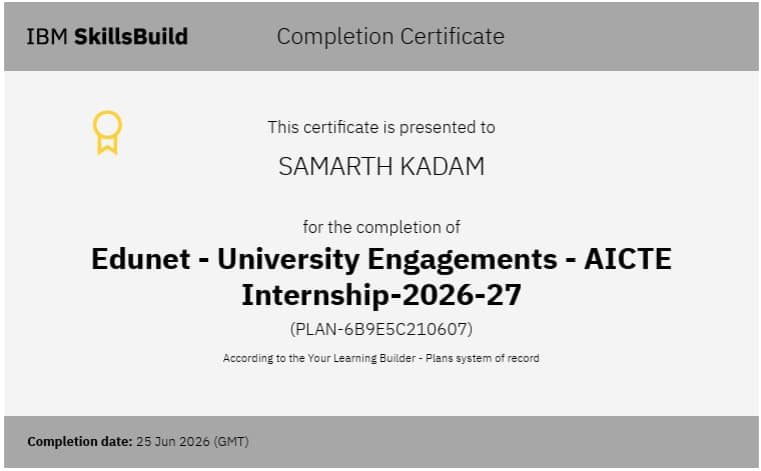 IBM SkillsBuild
Completion Certificate
This certificate is presented to
SAMARTH KADAM
for the completion of
Edunet - University Engagements - AICTE
Internship-2026-27
(PLAN-6B9E5C210607)
According to the Your Learning Builder - Plans system of record
Completion date: 25 Jun 2026 (GMT)